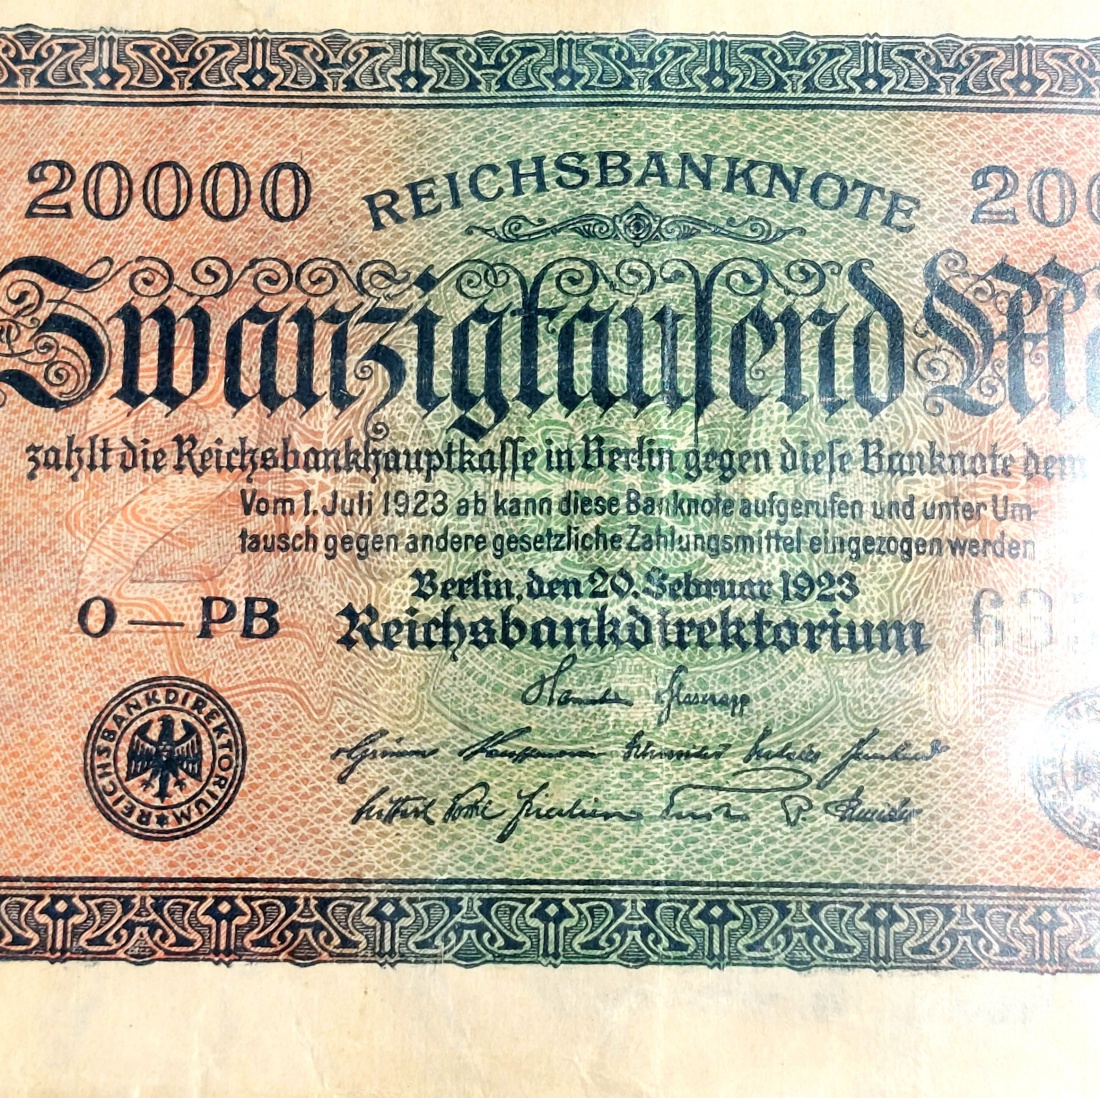 20000
REICHSBANKNOTE
200
Zwanzigtausend Ma
zahlt die Reichsbankhauptkasse in Berlin gegen diese Banknote dem
Vom 1. Juli 1923 ab kann diese Banknote aufgerufen und unter Um-
tausch gegen andere gesetzliche Zahlungsmittel eingezogen werden
Berlin, den 20. Februar 1923
O — PB
Reichsbankdirektorium
REICHSBANKDIREKTORIUM